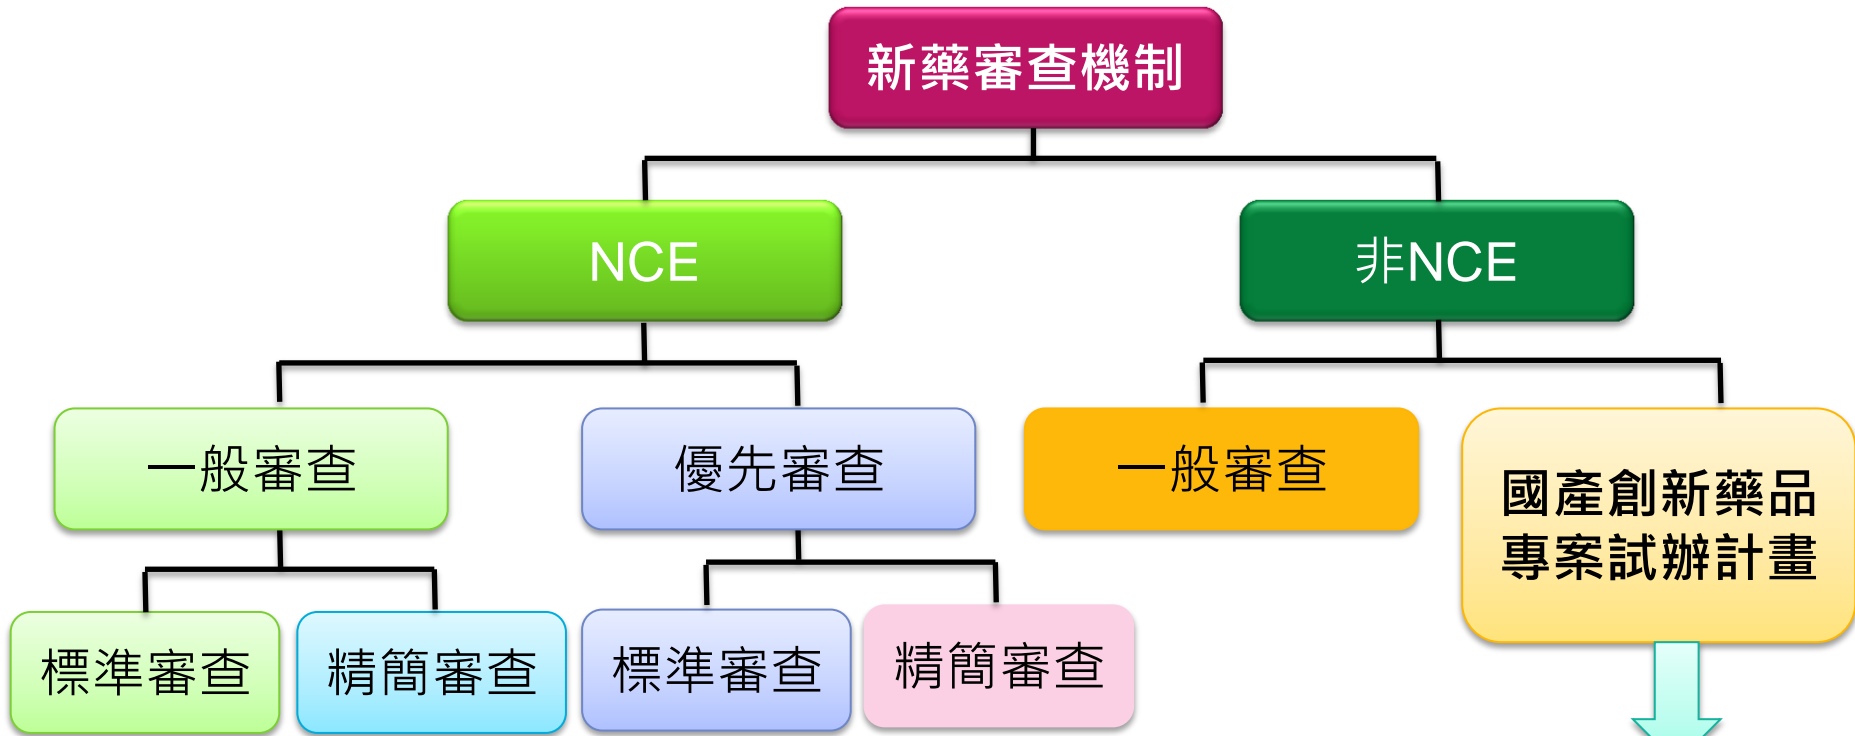 新藥審查機制
NCE
非NCE
一般審查
優先審查
一般審查
國產創新藥品
專案試辦計畫
標準審查
精簡審查
標準審查
精簡審查